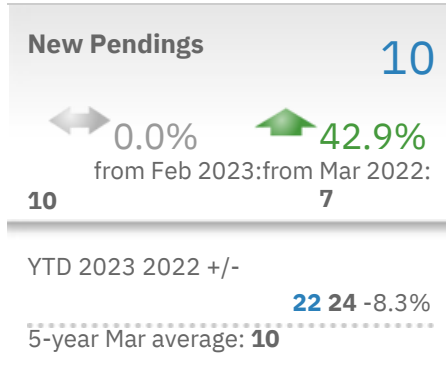 New Pendings
10
0.0%
42.9%
from Feb 2023:from Mar 2022:
10
7
YTD 2023 2022 +/-
22 24 -8.3%
5-year Mar average: 10